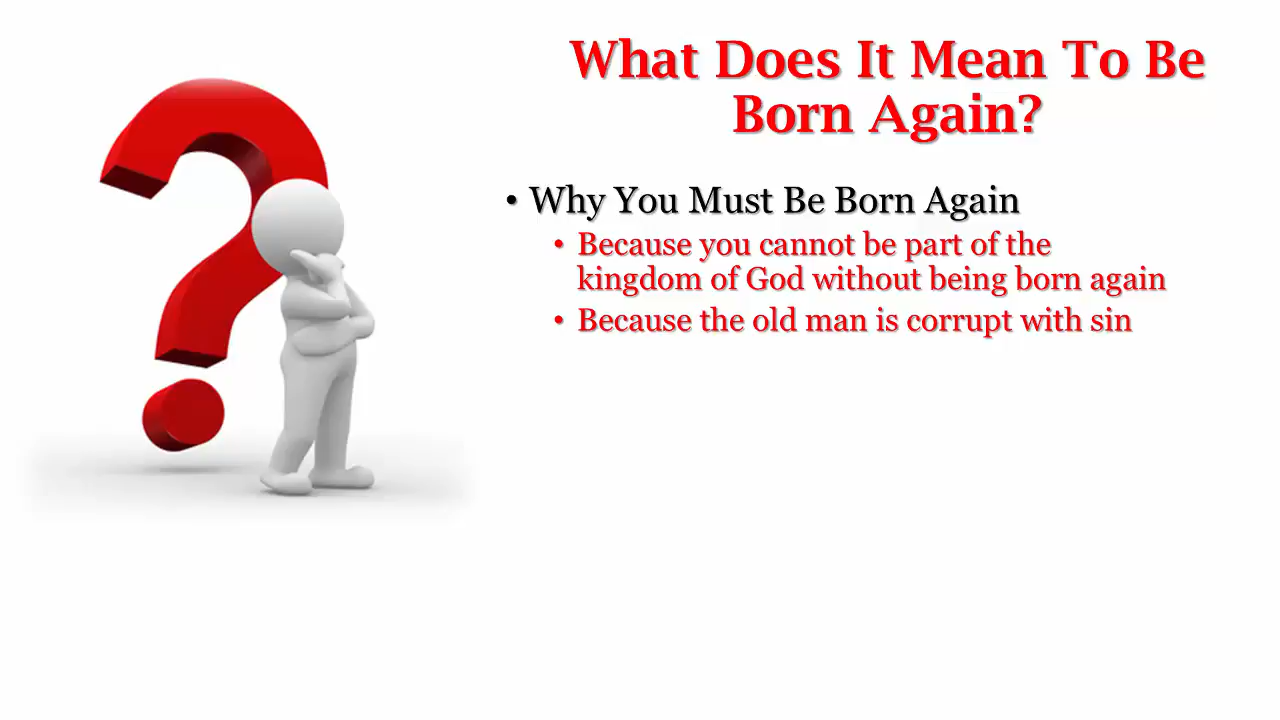 What Does It Mean To Be
Born Again?
• Why You Must Be Born Again
• Because you cannot be part of the
kingdom of God without being born again
• Because the old man is corrupt with sin